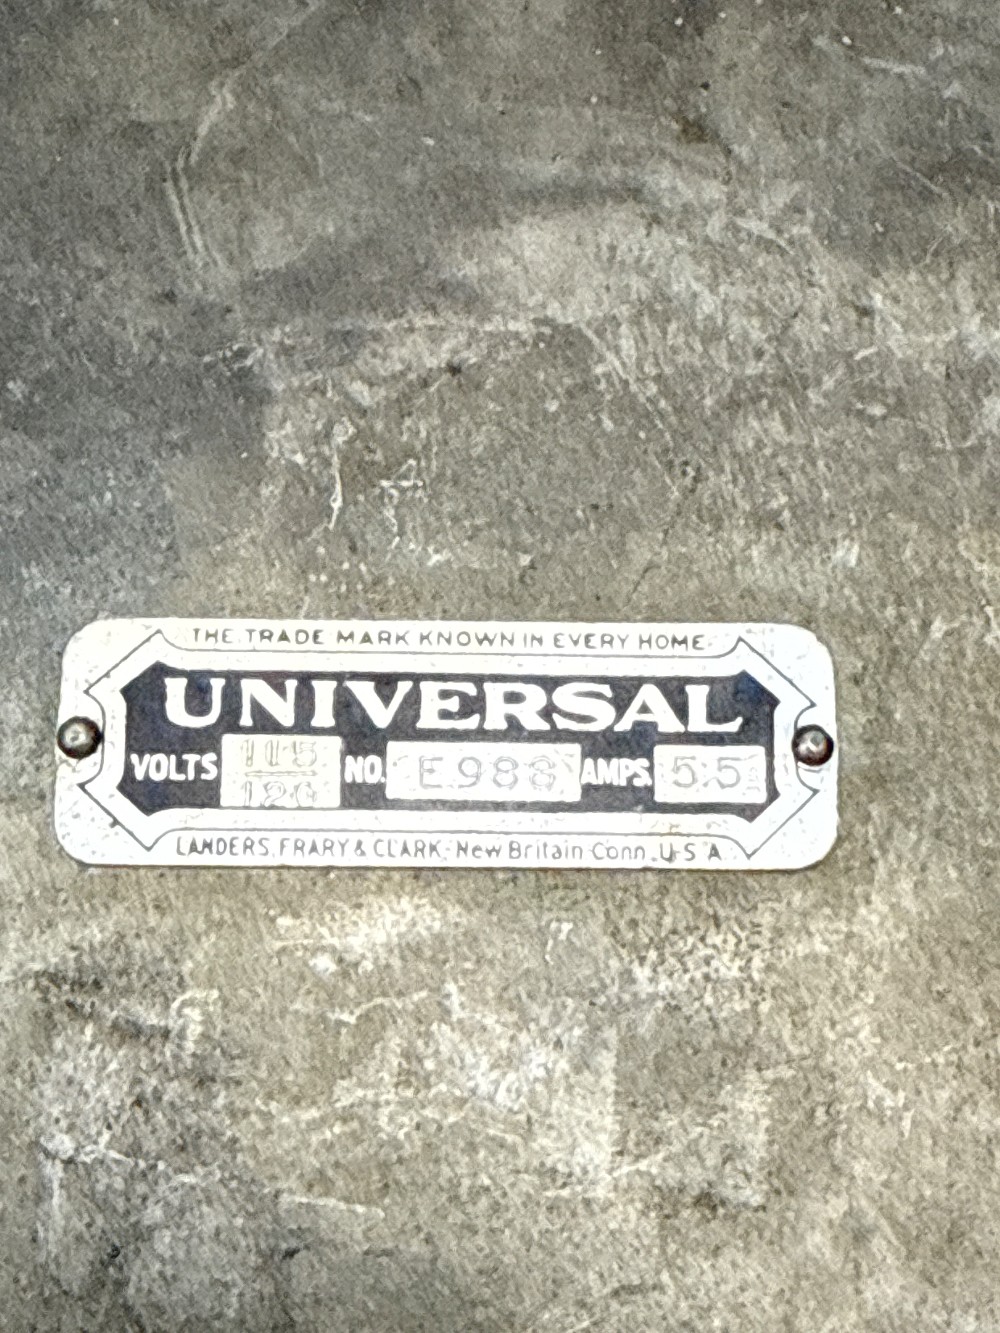 THE TRADE MARK KNOWN IN EVERY HOME
UNIVERSAL
VOLTS 115 NO. E988 AMPS. 5.5
120
LANDERS, FRARY & CLARK, New Britain Conn. U.S.A.